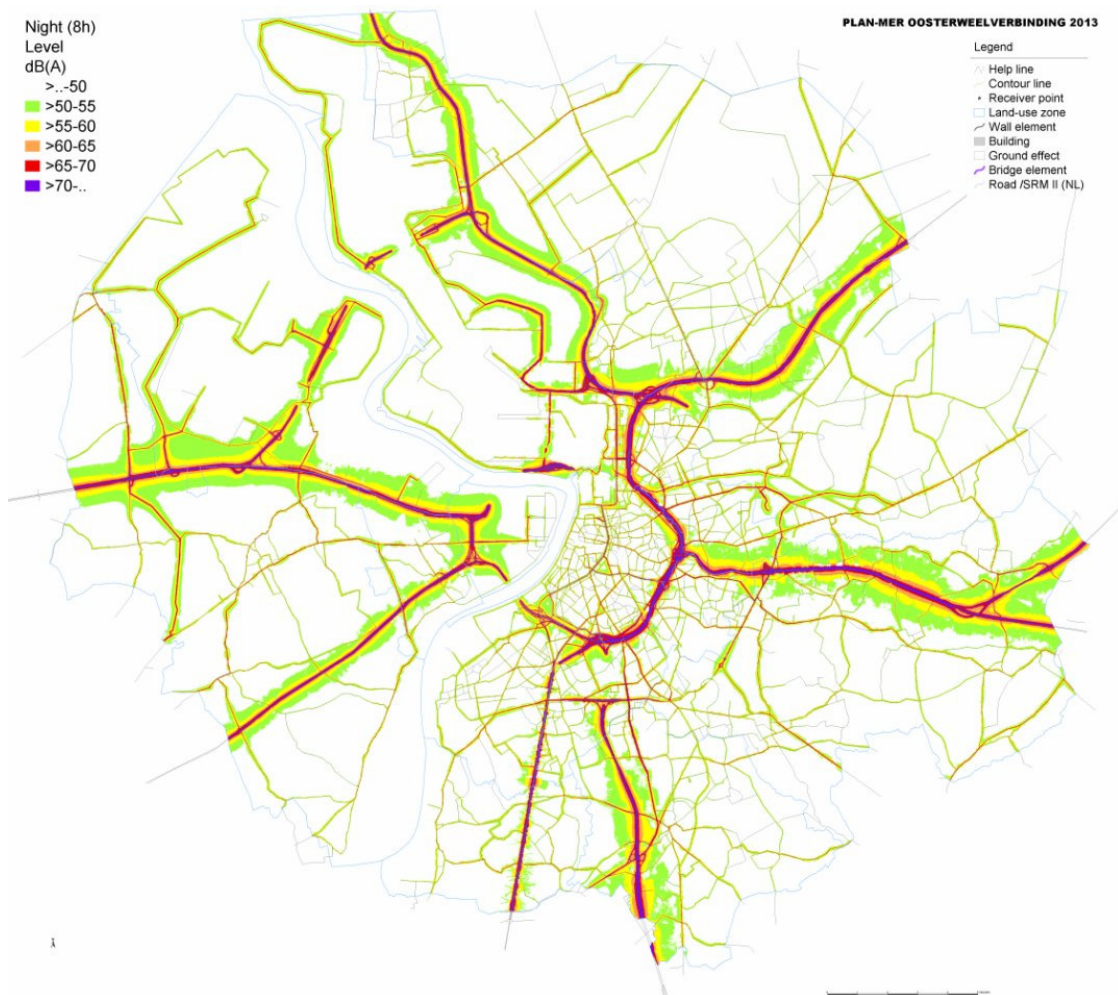 Night (8h)
Level
dB(A)
>..-50
>50-55
>55-60
>60-65
>65-70
>70-..
PLAN-MER OOSTERWEELVERBINDING 2013
Legend
Help line
Contour line
Receiver point
Land-use zone
Wall element
Building
Ground effect
Bridge element
Road /SRM II (NL)